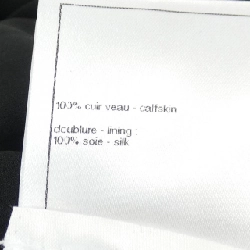 100% cuir veau - calfskin
doublure - lining :
100% soie - silk